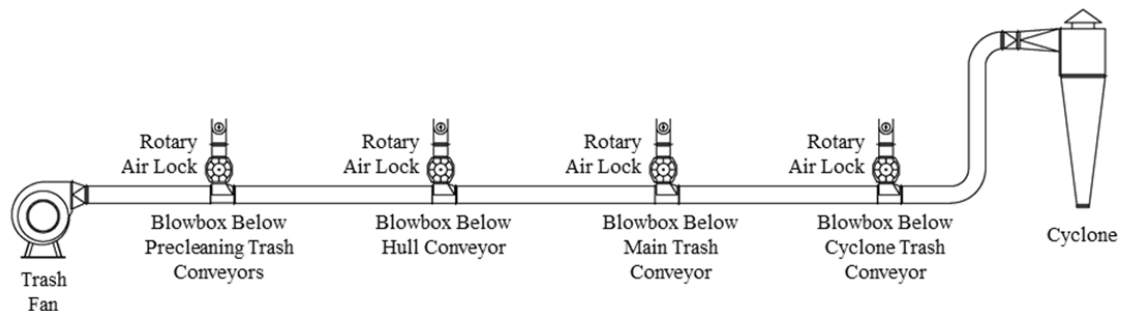 Rotary
Air Lock
Rotary
Air Lock
Rotary
Air Lock
Rotary
Air Lock
Blowbox Below
Precleaning Trash
Conveyors
Blowbox Below
Hull Conveyor
Blowbox Below
Main Trash
Conveyor
Blowbox Below
Cyclone Trash
Conveyor
Cyclone
Trash
Fan